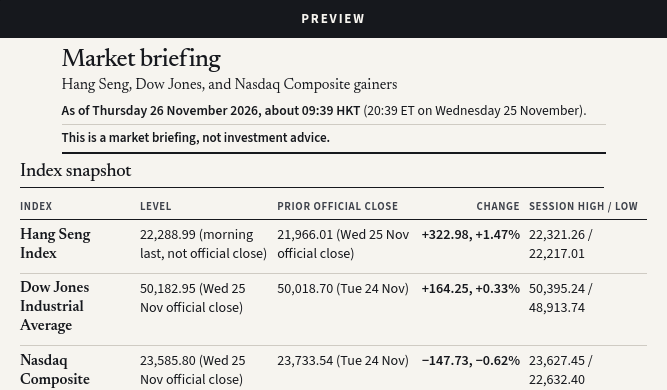 PREVIEW
Market briefing
Hang Seng, Dow Jones, and Nasdaq Composite gainers
As of Thursday 26 November 2026, about 09:39 HKT (20:39 ET on Wednesday 25 November).
This is a market briefing, not investment advice.
Index snapshot
INDEX LEVEL PRIOR OFFICIAL CLOSE CHANGE SESSION HIGH / LOW
Hang Seng 22,288.99 (morning 21,966.01 (Wed 25 Nov +322.98, +1.47% 22,321.26 /
Index last, not official close) official close) 22,217.01
Dow Jones 50,182.95 (Wed 25 50,018.70 (Tue 24 Nov) +164.25, +0.33% 50,395.24 /
Industrial Nov official close) 48,913.74
Average
Nasdaq 23,585.80 (Wed 25 23,733.54 (Tue 24 Nov) −147.73, −0.62% 23,627.45 /
Composite Nov official close) 22,632.40